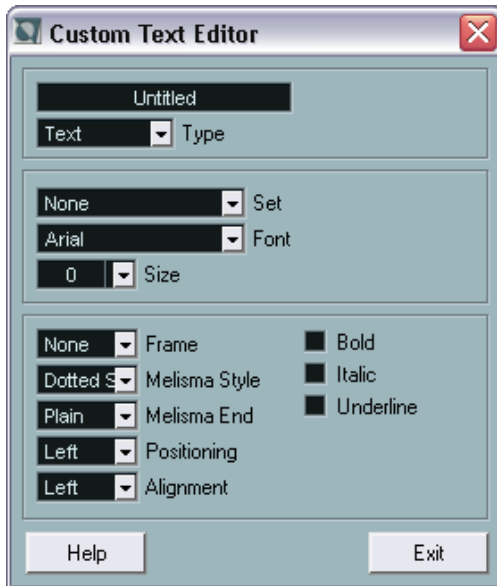 Custom Text Editor
Untitled
Text Type
None Set
Arial Font
0 Size
None Frame Bold
Dotted S Melisma Style Italic
Plain Melisma End Underline
Left Positioning
Left Alignment
Help Exit